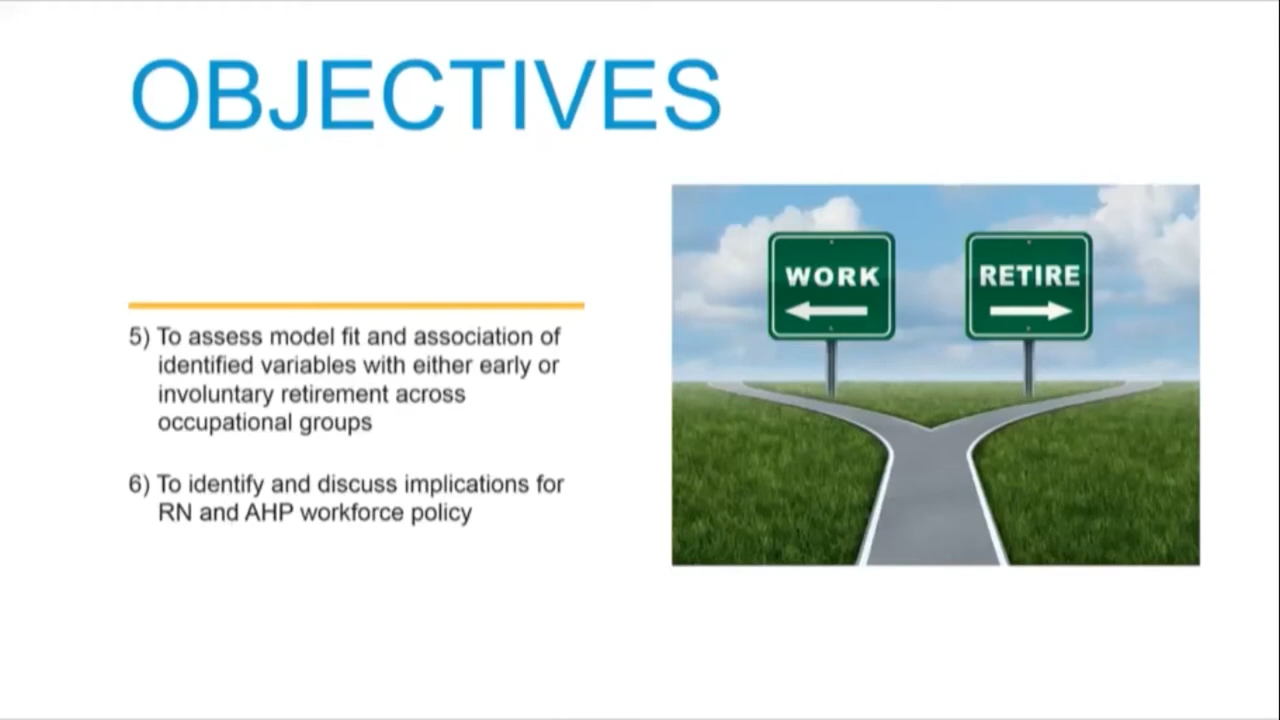 OBJECTIVES
5) To assess model fit and association of
identified variables with either early or
involuntary retirement across
occupational groups
6) To identify and discuss implications for
RN and AHP workforce policy
WORK
RETIRE